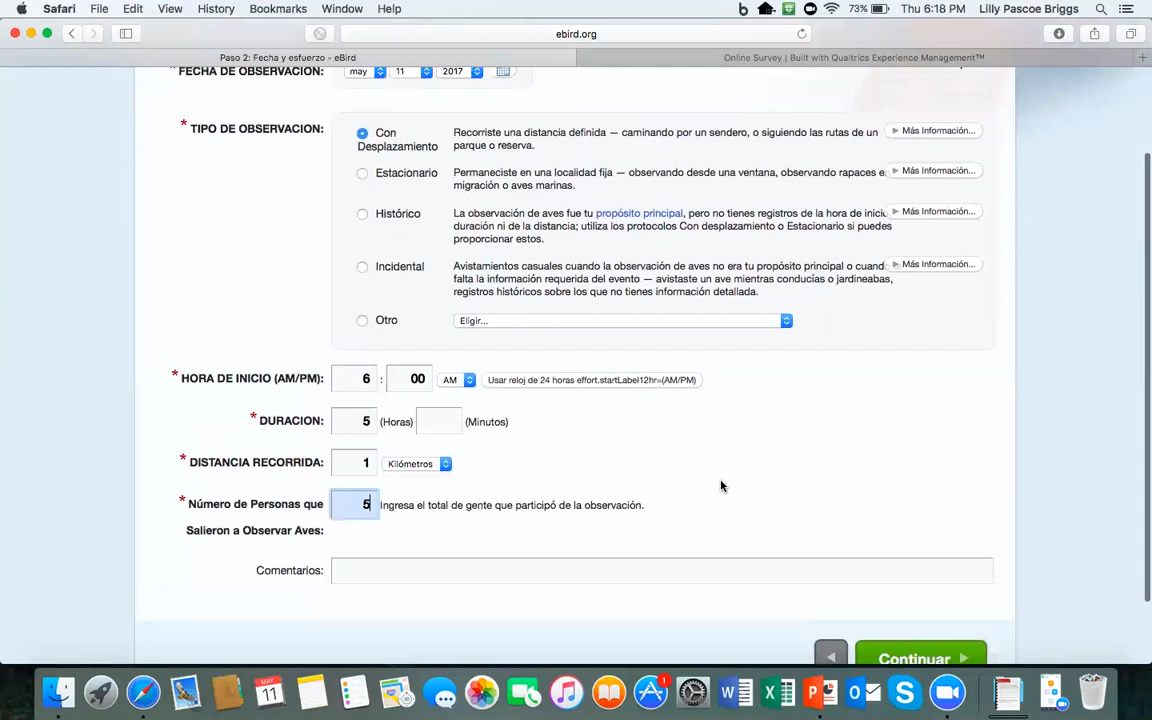 Safari File Edit View History Bookmarks Window Help 73% Thu 6:18 PM Lilly Pascoe Briggs
ebird.org
Paso 2: Fecha y esfuerzo - eBird Online Survey | Built with Qualtrics Experience Management™
* FECHA DE OBSERVACION: may 11 2017
* TIPO DE OBSERVACION:
Con Desplazamiento
Recorriste una distancia definida — caminando por un sendero, o siguiendo las rutas de un
parque o reserva.
Más Información...
Estacionario
Permaneciste en una localidad fija — observando desde una ventana, observando rapaces e
migración o aves marinas.
Más Información...
Histórico
La observación de aves fue tu propósito principal, pero no tienes registros de la hora de inicio
duración ni de la distancia; utiliza los protocolos Con desplazamiento o Estacionario si puedes
proporcionar estos.
Más Información...
Incidental
Avistamientos casuales cuando la observación de aves no era tu propósito principal o cuand
falta la información requerida del evento — avistaste un ave mientras conducías o jardineabas,
registros históricos sobre los que no tienes información detallada.
Más Información...
Otro Eligir...
* HORA DE INICIO (AM/PM): 6 : 00 AM Usar reloj de 24 horas effort.startLabel12hr=(AM/PM)
* DURACION: 5 (Horas) (Minutos)
* DISTANCIA RECORRIDA: 1 Kilómetros
* Número de Personas que 5 Ingresa el total de gente que participó de la observación.
Salieron a Observar Aves:
Comentarios:
Continuar
MAY
11
1